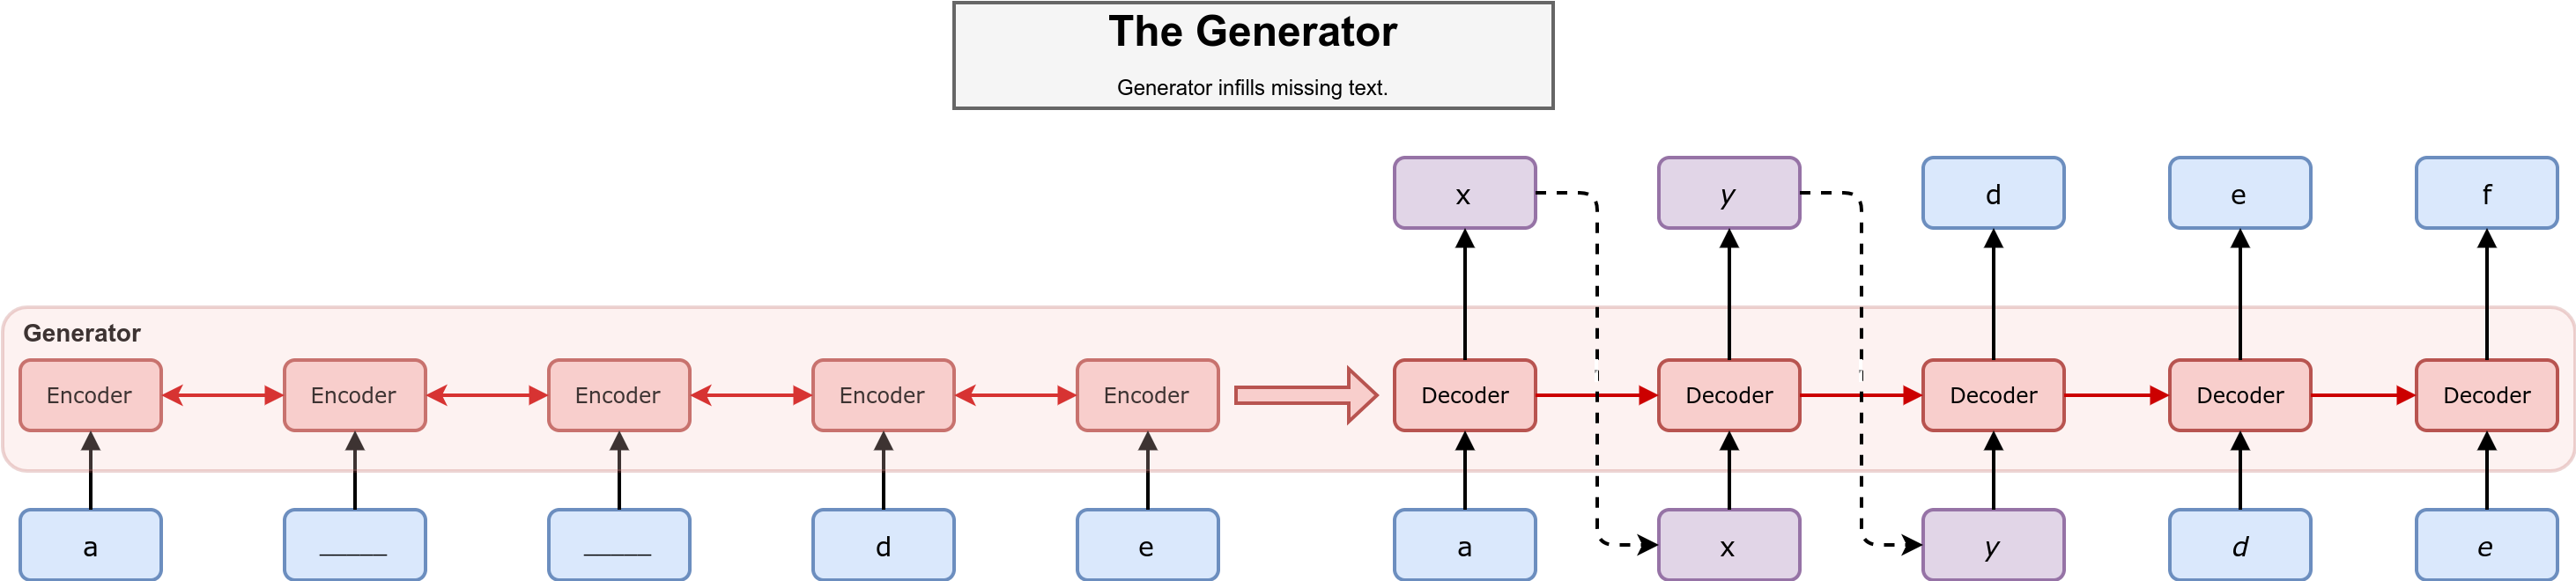 The Generator
Generator infills missing text.
x y d e f
Generator
Encoder Encoder Encoder Encoder Encoder Decoder Decoder Decoder Decoder Decoder
a _____ _____ d e a x y d e